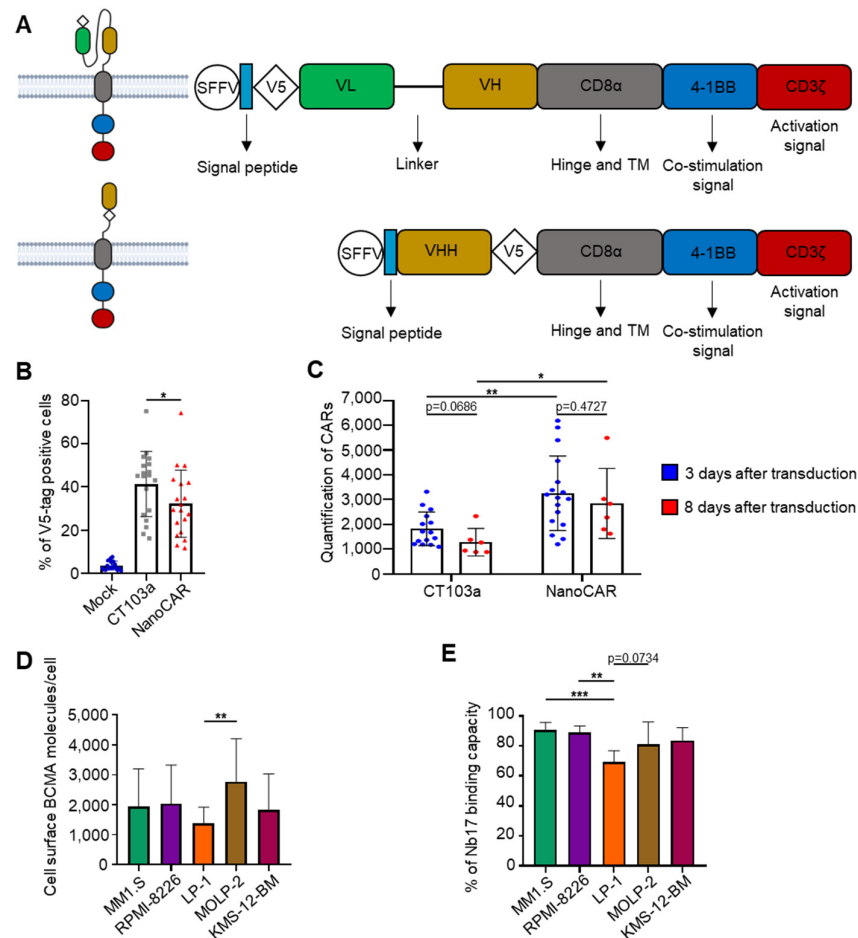 A
SFFV
V5
VL
VH
CD8α
4-1BB
CD3ζ
Signal peptide
Linker
Hinge and TM
Co-stimulation
signal
Activation
signal
SFFV
VHH
V5
CD8α
4-1BB
CD3ζ
Signal peptide
Hinge and TM
Co-stimulation
signal
Activation
signal
B
% of V5-tag positive cells
80
60
40
20
0
*
Mock
CT103a
NanoCAR
C
Quantification of CARs
7,000
6,000
5,000
4,000
3,000
2,000
1,000
0
*
**
p=0.0686
p=0.4727
CT103a
NanoCAR
3 days after transduction
8 days after transduction
D
Cell surface BCMA molecules/cell
5,000
4,000
3,000
2,000
1,000
0
**
MM1.S
RPMI-8226
LP-1
MOLP-2
KMS-12-BM
E
% of Nb17 binding capacity
100
80
60
40
20
0
p=0.0734
**
***
MM1.S
RPMI-8226
LP-1
MOLP-2
KMS-12-BM